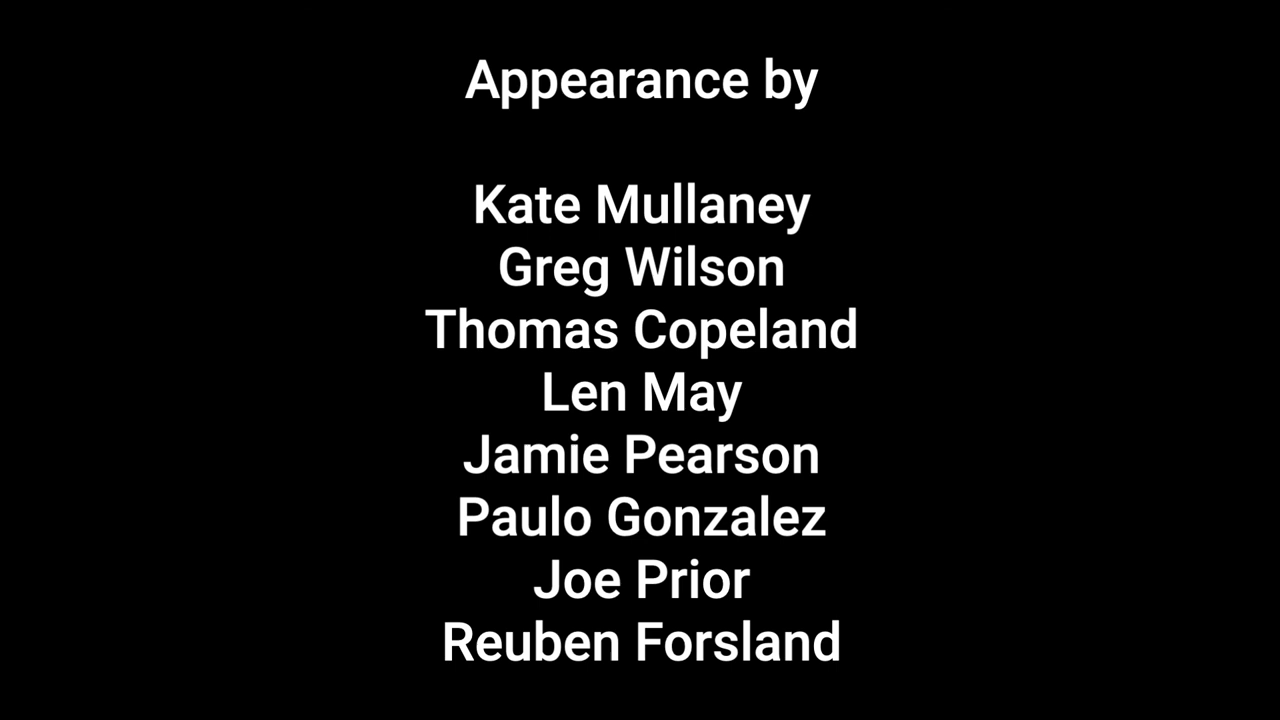 Appearance by
Kate Mullaney
Greg Wilson
Thomas Copeland
Len May
Jamie Pearson
Paulo Gonzalez
Joe Prior
Reuben Forsland